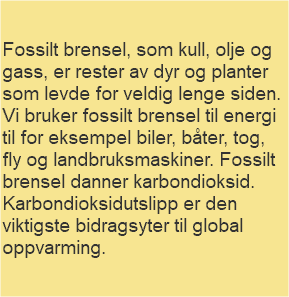 Fossilt brensel, som kull, olje og
gass, er rester av dyr og planter
som levde for veldig lenge siden.
Vi bruker fossilt brensel til energi
til for eksempel biler, båter, tog,
fly og landbruksmaskiner. Fossilt
brensel danner karbondioksid.
Karbondioksidutslipp er den
viktigste bidragsyter til global
oppvarming.